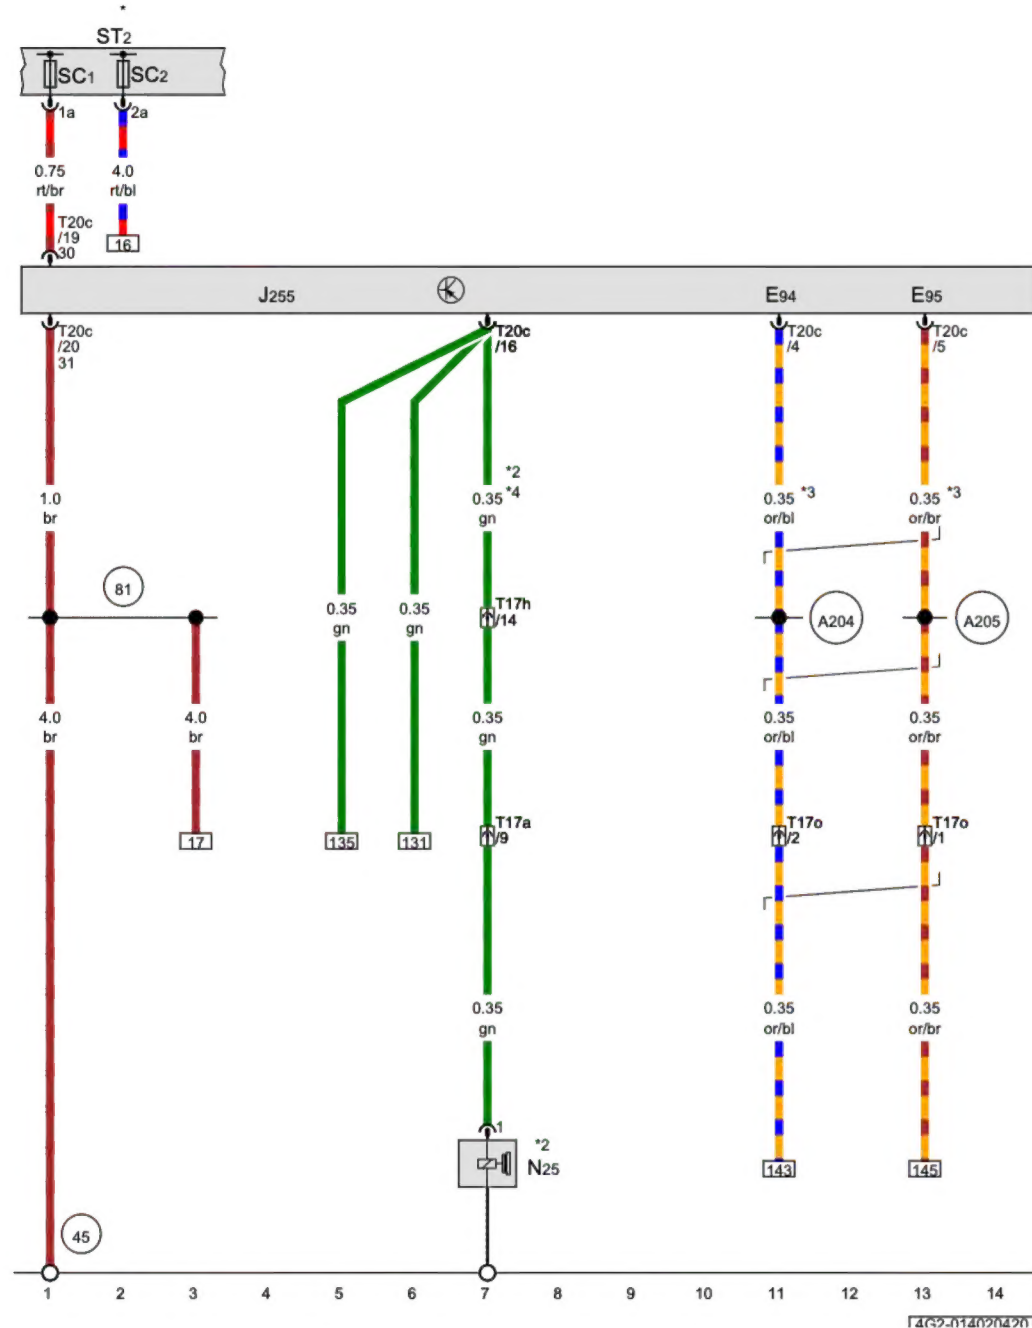 *
ST2
SC1
SC2
1a
2a
0.75
rt/br
4.0
rt/bl
T20c
/19
30
16
J255
E94
E95
T20c
/20
31
T20c
/16
T20c
/4
T20c
/5
*2
1.0
br
0.35 *4
gn
0.35 *3
or/bl
0.35 *3
or/br
81
0.35
gn
0.35
gn
T17h
/14
A204
A205
4.0
br
4.0
br
0.35
gn
0.35
or/bl
0.35
or/br
17
135
131
T17a
/9
T17o
/2
T17o
/1
0.35
gn
0.35
or/bl
0.35
or/br
1
*2
N25
143
145
45
1 2 3 4 5 6 7 8 9 10 11 12 13 14
4G2-014020420